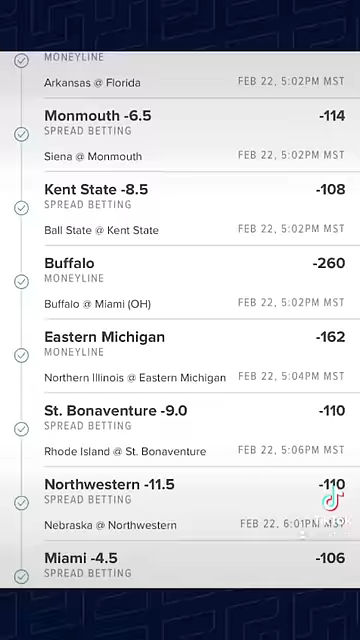 MONEYLINE
Arkansas @ Florida FEB 22, 5:02PM MST
Monmouth -6.5 -114
SPREAD BETTING
Siena @ Monmouth FEB 22, 5:02PM MST
Kent State -8.5 -108
SPREAD BETTING
Ball State @ Kent State FEB 22, 5:02PM MST
Buffalo -260
MONEYLINE
Buffalo @ Miami (OH) FEB 22, 5:02PM MST
Eastern Michigan -162
MONEYLINE
Northern Illinois @ Eastern Michigan FEB 22, 5:04PM MST
St. Bonaventure -9.0 -110
SPREAD BETTING
Rhode Island @ St. Bonaventure FEB 22, 5:06PM MST
Northwestern -11.5 -110
SPREAD BETTING
Nebraska @ Northwestern FEB 22, 6:01PM MST
Miami -4.5 -106
SPREAD BETTING